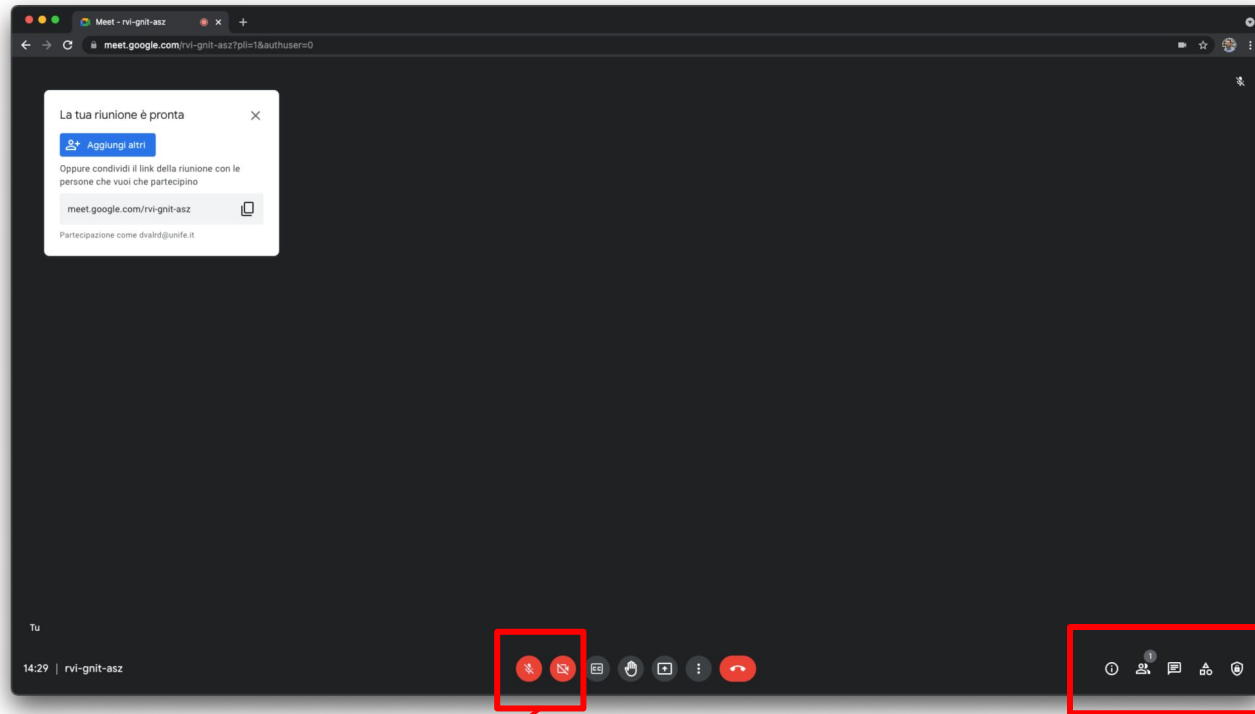 Meet - rvi-gnit-asz
meet.google.com/rvi-gnit-asz?pli=1&authuser=0
La tua riunione è pronta
Aggiungi altri
Oppure condividi il link della riunione con le
persone che vuoi che partecipino
meet.google.com/rvi-gnit-asz
Partecipazione come dvalrd@unife.it
Tu
14:29 | rvi-gnit-asz
CC
1